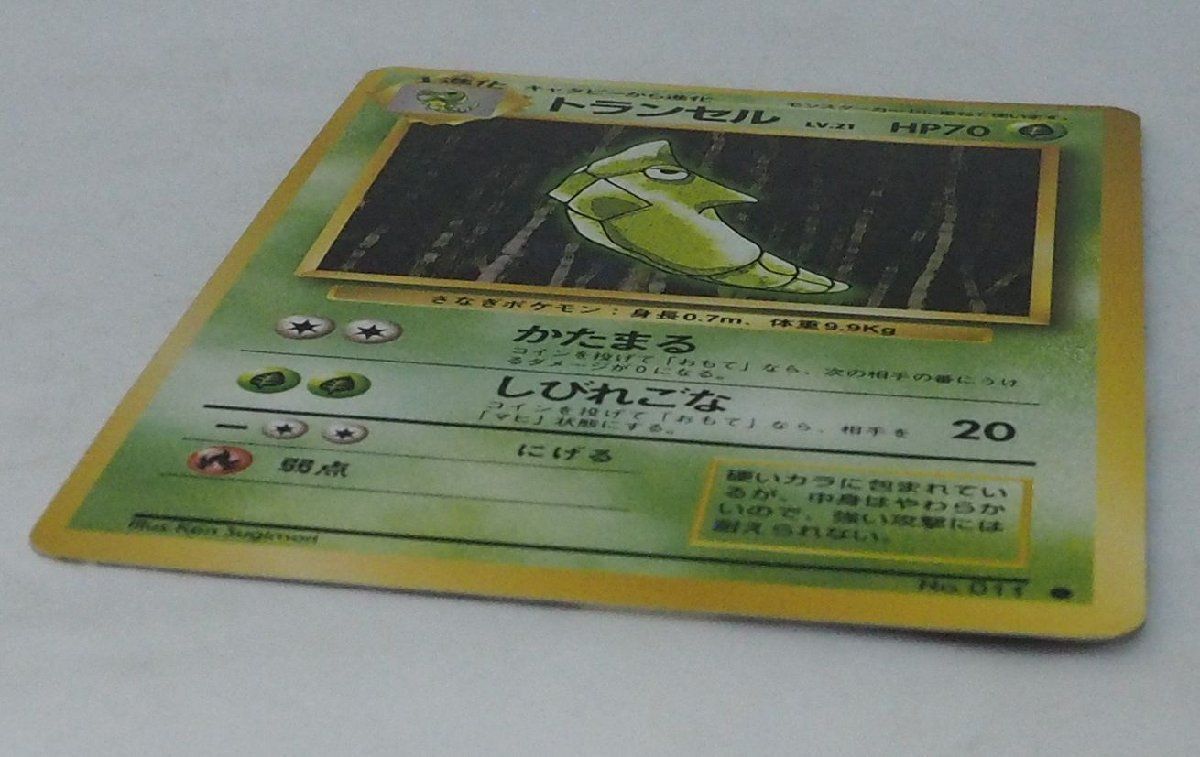 1進化 キャタピーから進化
トランセル LV.21 HP70
さなぎポケモン：身長0.7m、体重9.9Kg
かたまる
コインを投げて「おもて」なら、次の相手の番にうけ
るダメージが0になる。
しびれごな 20
コインを投げて「おもて」なら、相手を
「マヒ」状態にする。
にげる
弱点
硬いカラに包まれてい
るが、中身はやわらか
いので、強い攻撃には
耐えられない。
Illus. Ken Sugimori
No.011